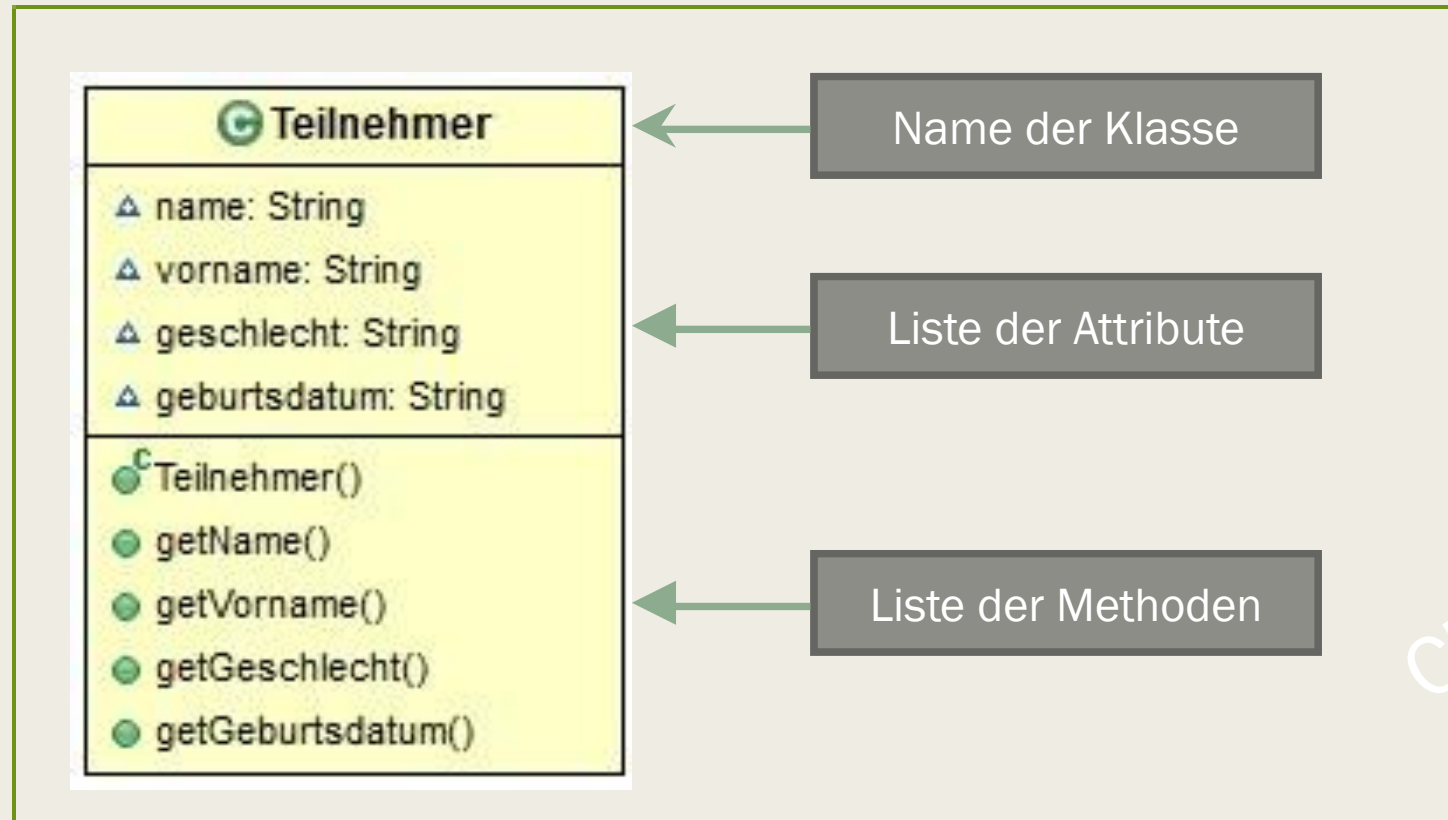 Teilnehmer
name: String
vorname: String
geschlecht: String
geburtsdatum: String
Teilnehmer()
getName()
getVorname()
getGeschlecht()
getGeburtsdatum()
Name der Klasse
Liste der Attribute
Liste der Methoden